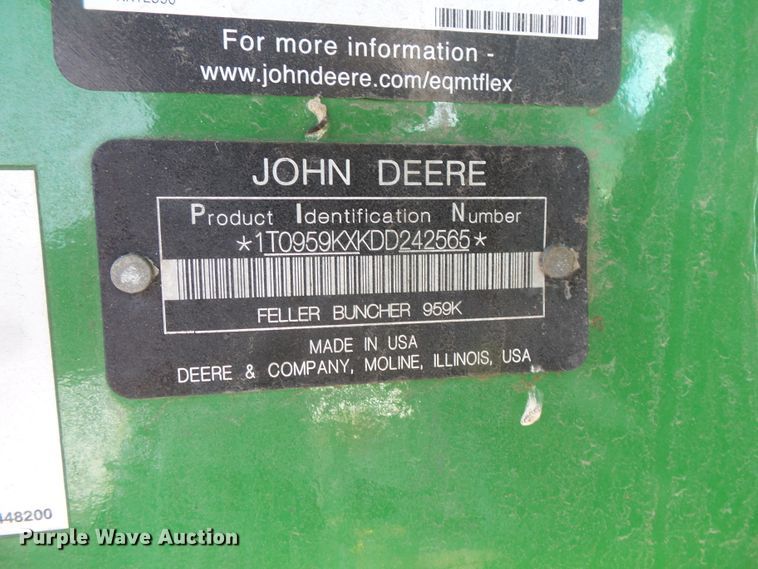 For more information -
www.johndeere.com/eqmtflex
JOHN DEERE
Product Identification Number
*1T0959KXKDD242565*
FELLER BUNCHER 959K
MADE IN USA
DEERE & COMPANY, MOLINE, ILLINOIS, USA
448200
Purple Wave Auction